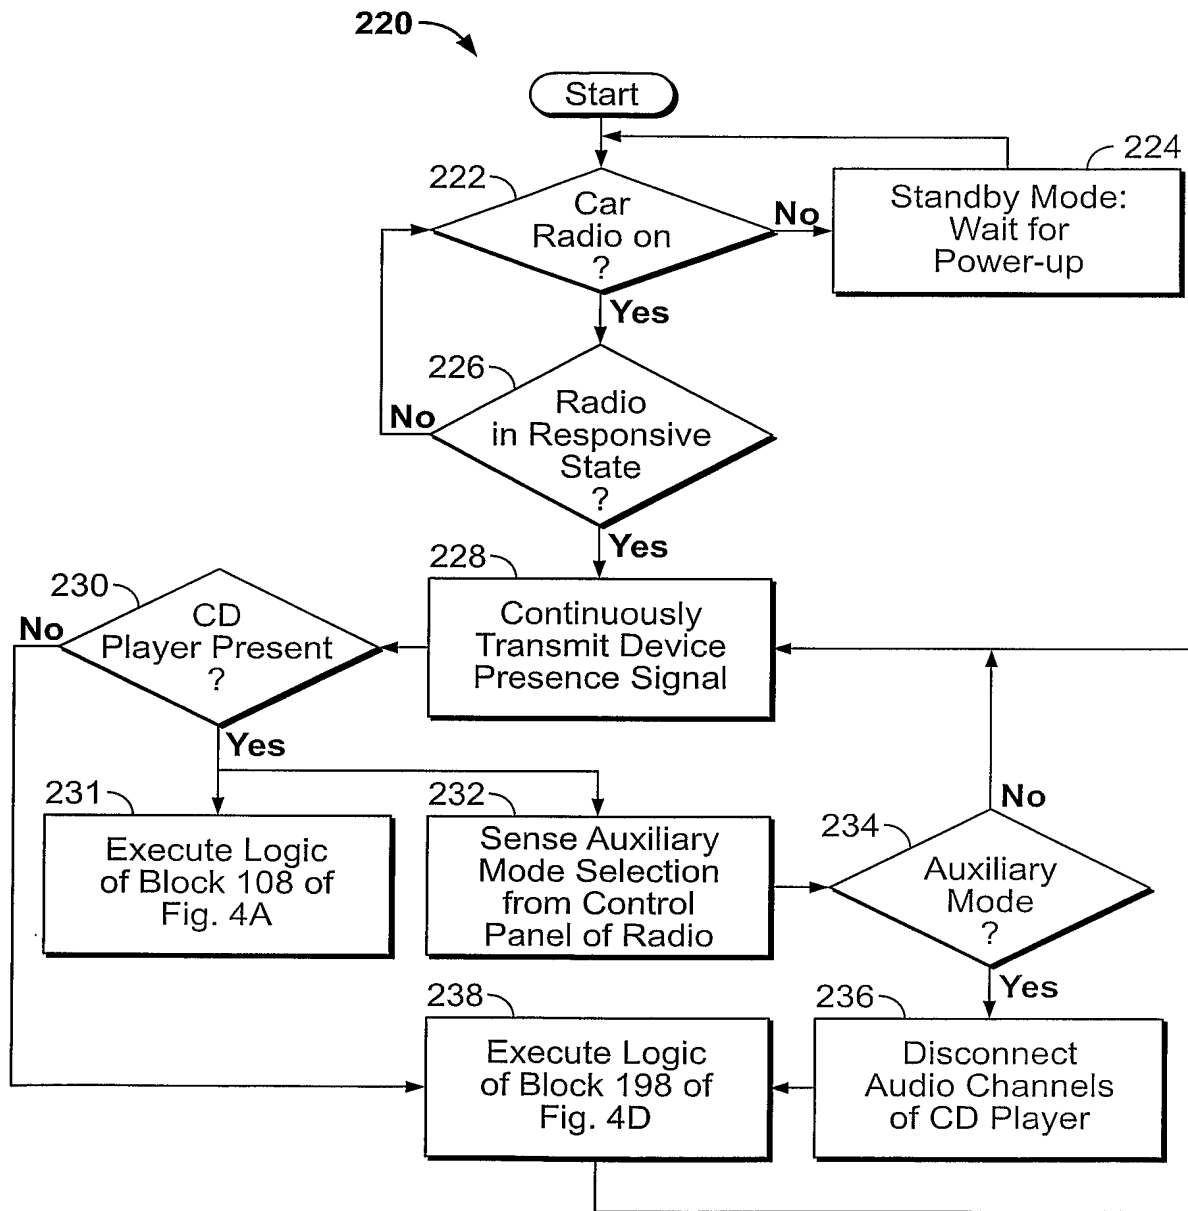 220
Start
222
Car
Radio on
?
No
224
Standby Mode:
Wait for
Power-up
Yes
226
Radio
in Responsive
State
?
No
Yes
228
Continuously
Transmit Device
Presence Signal
230
CD
Player Present
?
No
Yes
231
Execute Logic
of Block 108 of
Fig. 4A
232
Sense Auxiliary
Mode Selection
from Control
Panel of Radio
234
Auxiliary
Mode
?
No
Yes
236
Disconnect
Audio Channels
of CD Player
238
Execute Logic
of Block 198 of
Fig. 4D